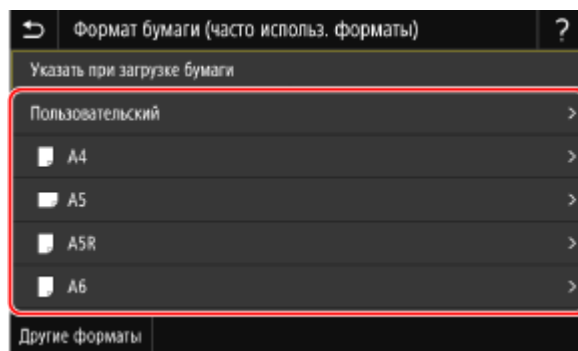 Формат бумаги (часто использ. форматы) ?
Указать при загрузке бумаги
Пользовательский
A4
A5
A5R
A6
Другие форматы